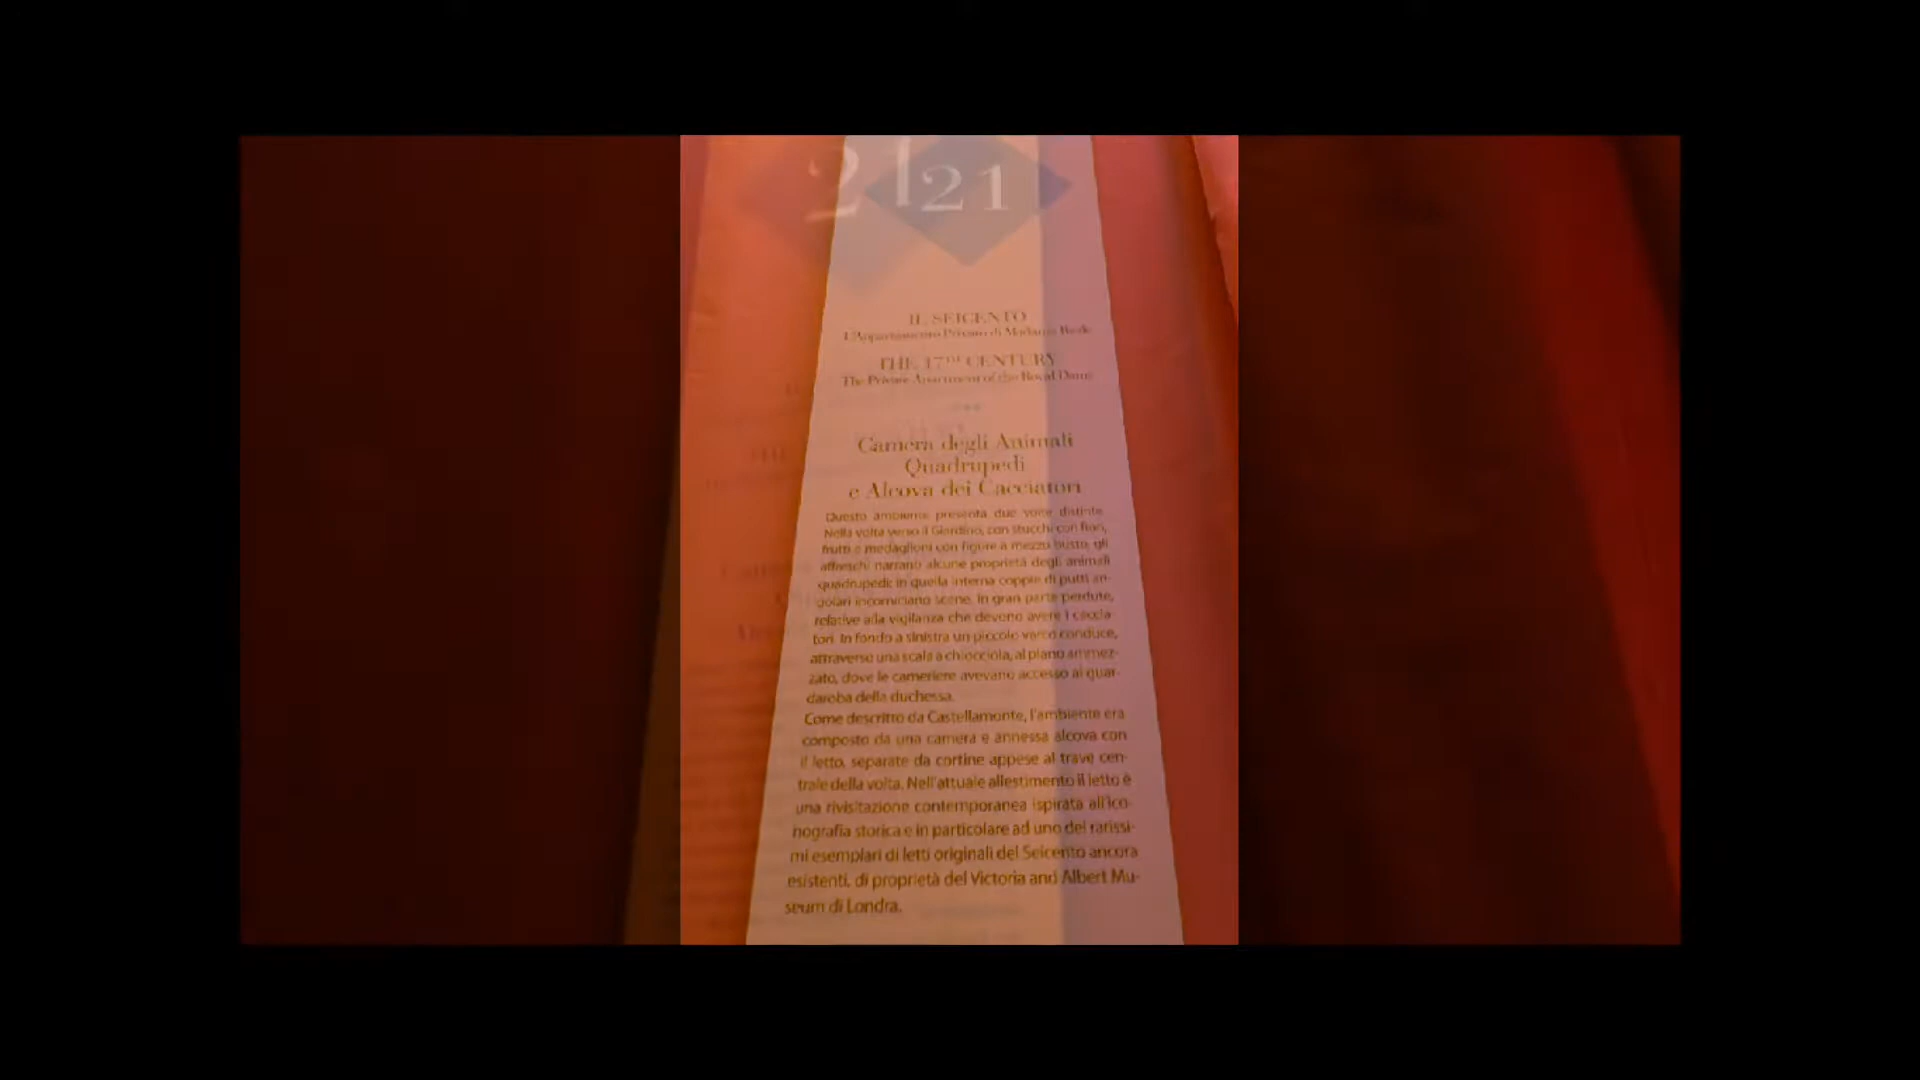 21
21
IL SEICENTO
L'Appartamento Privato di Madama Reale
THE 17TH CENTURY
The Private Apartment of the Royal Dame
Camera degli Animali
Quadrupedi
e Alcova dei Cacciatori
Questo ambiente presenta due volte distinte.
Nella volta verso il Giardino, con stucchi con fiori,
frutti e medaglioni con figure a mezzo busto, gli
affreschi narrano alcune proprietà degli animali
quadrupedi; in quella interna coppie di putti an-
golari incorniciano scene, in gran parte perdute,
relative alla vigilanza che devono avere i caccia-
tori. In fondo a sinistra un piccolo varco conduce,
attraverso una scala a chiocciola, al piano ammez-
zato, dove le cameriere avevano accesso al guar-
daroba della duchessa.
Come descritto da Castellamonte, l'ambiente era
composto da una camera e annessa alcova con
il letto, separate da cortine appese al trave cen-
trale della volta. Nell'attuale allestimento il letto è
una rivisitazione contemporanea ispirata all'ico-
nografia storica e in particolare ad uno dei rarissi-
mi esemplari di letti originali del Seicento ancora
esistenti, di proprietà del Victoria and Albert Mu-
seum di Londra.